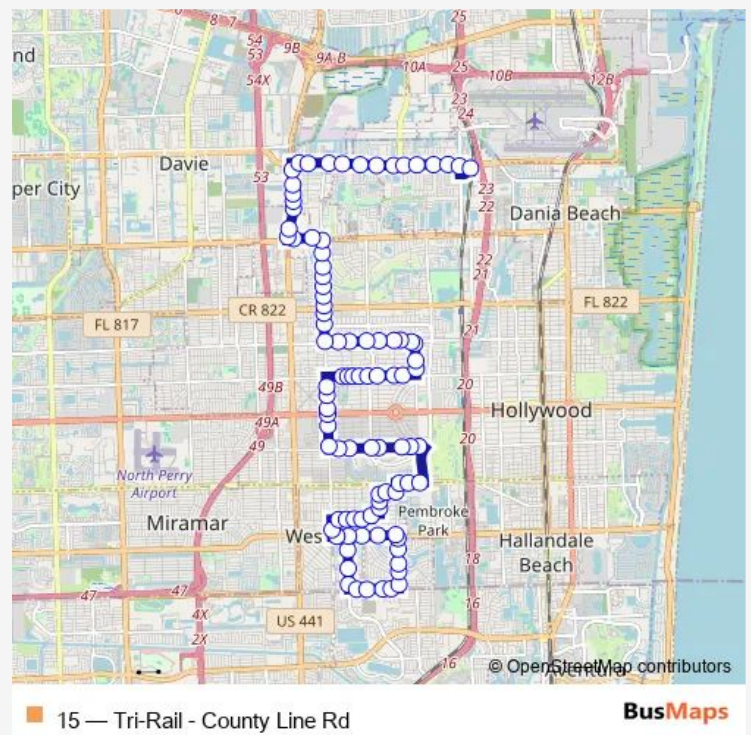 25
8 7
54
53
9B
9A-B
nd
10A
25
10B
12B
54X
23
24
Davie
53
per City
23
22
Dania Beach
22
21
FL 817
CR 822
FL 822
21
49B
20
49A
Hollywood
49
20
North Perry
Airport
Miramar
Pembroke
Park
Wes
Hallandale
Beach
18
47
47
16
4X
US 441
2X
16
© OpenStreetMap contributors
Aventura
15 — Tri-Rail - County Line Rd
BusMaps